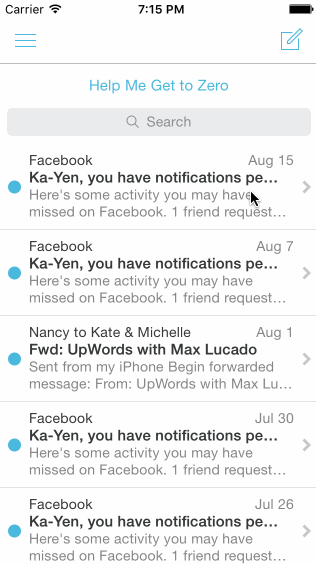 Carrier 7:15 PM
Help Me Get to Zero
Search
Facebook Aug 15
Ka-Yen, you have notifications pe...
Here's some activity you may have
missed on Facebook. 1 friend request...
Facebook Aug 7
Ka-Yen, you have notifications pe...
Here's some activity you may have
missed on Facebook. 1 friend request...
Nancy to Kate & Michelle Aug 1
Fwd: UpWords with Max Lucado
Sent from my iPhone Begin forwarded
message: From: UpWords with Max Lu...
Facebook Jul 30
Ka-Yen, you have notifications pe...
Here's some activity you may have
missed on Facebook. 1 friend request...
Facebook Jul 26
Ka-Yen, you have notifications pe...
Here's some activity you may have
missed on Facebook. 1 friend request...